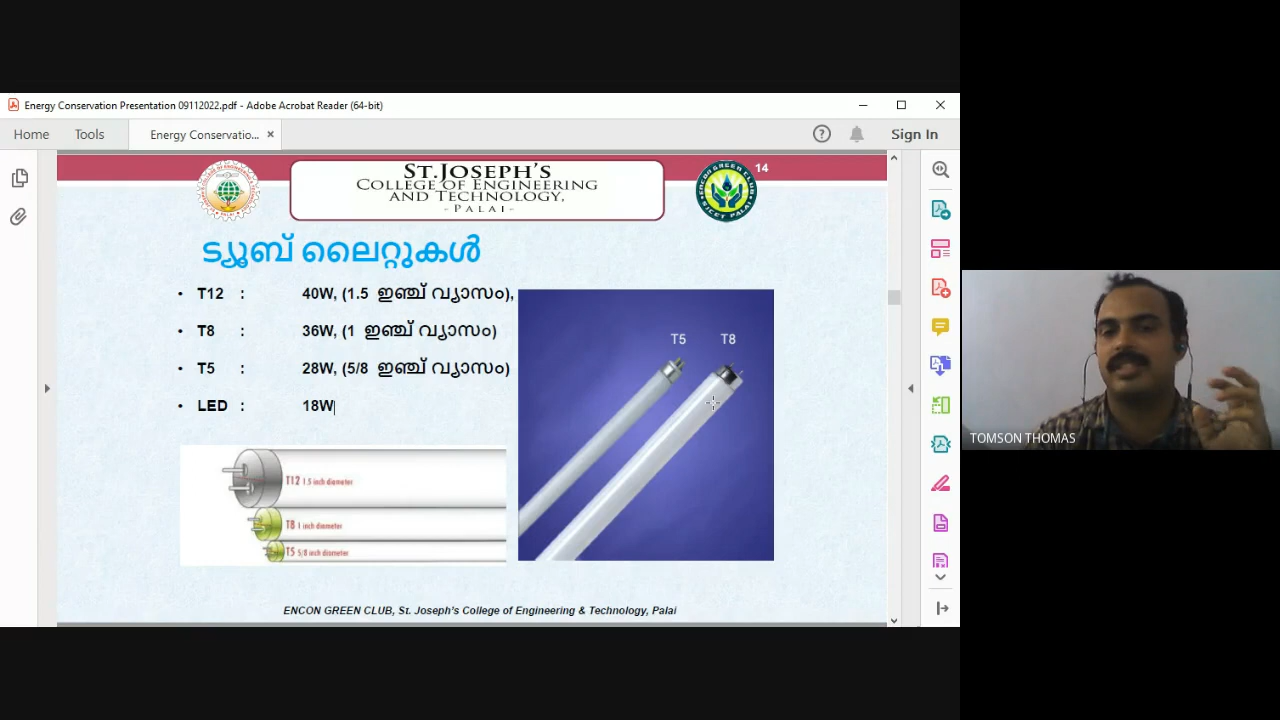 Energy Conservation Presentation 09112022.pdf - Adobe Acrobat Reader (64-bit)
Home Tools Energy Conservatio... × Sign In
ST.JOSEPH'S
COLLEGE OF ENGINEERING
AND TECHNOLOGY,
-PALAI-
14
ട്യൂബ് ലൈറ്റുകൾ
• T12 : 40W, (1.5 ഇഞ്ച് വ്യാസം),
• T8 : 36W, (1 ഇഞ്ച് വ്യാസം)
• T5 : 28W, (5/8 ഇഞ്ച് വ്യാസം)
• LED : 18W
T5 T8
T12 1.5 inch diameter
T8 1 inch diameter
T5 5/8 inch diameter
ENCON GREEN CLUB, St. Joseph's College of Engineering & Technology, Palai
TOMSON THOMAS